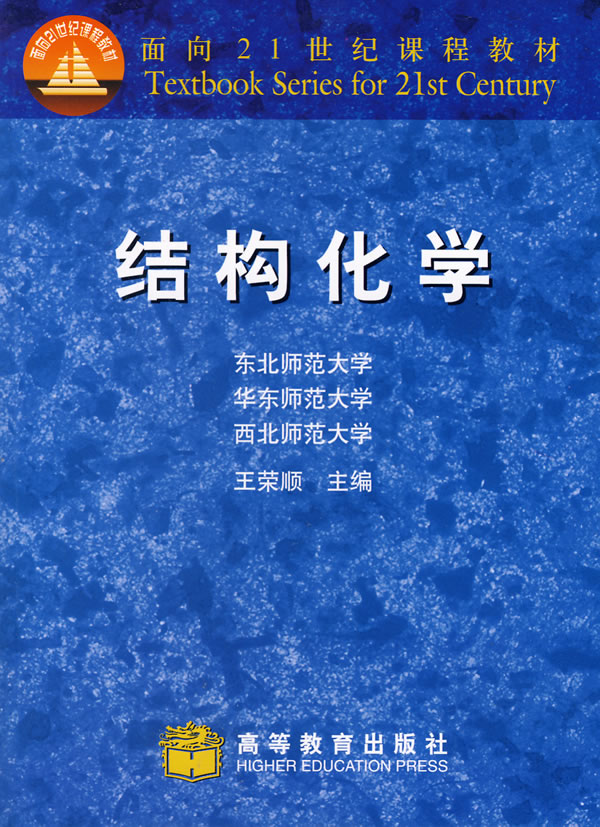 面向21世纪课程教材
面向21世纪课程教材
Textbook Series for 21st Century
结构化学
东北师范大学
华东师范大学
西北师范大学
王荣顺 主编
高等教育出版社
HIGHER EDUCATION PRESS